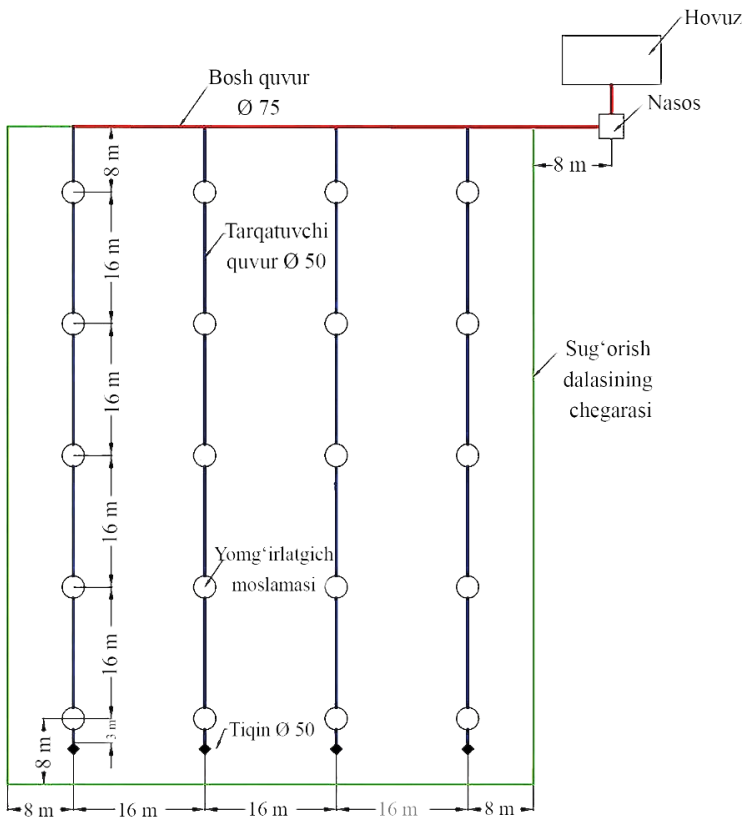 Hovuz
Bosh quvur
Ø 75
Nasos
8 m
8 m
Tarqatuvchi
quvur Ø 50
16 m
Sug‘orish
dalasining
chegarasi
16 m
16 m
Yomg‘irlatgich
moslamasi
16 m
3 m
Tiqin Ø 50
8 m
8 m
16 m
16 m
16 m
8 m